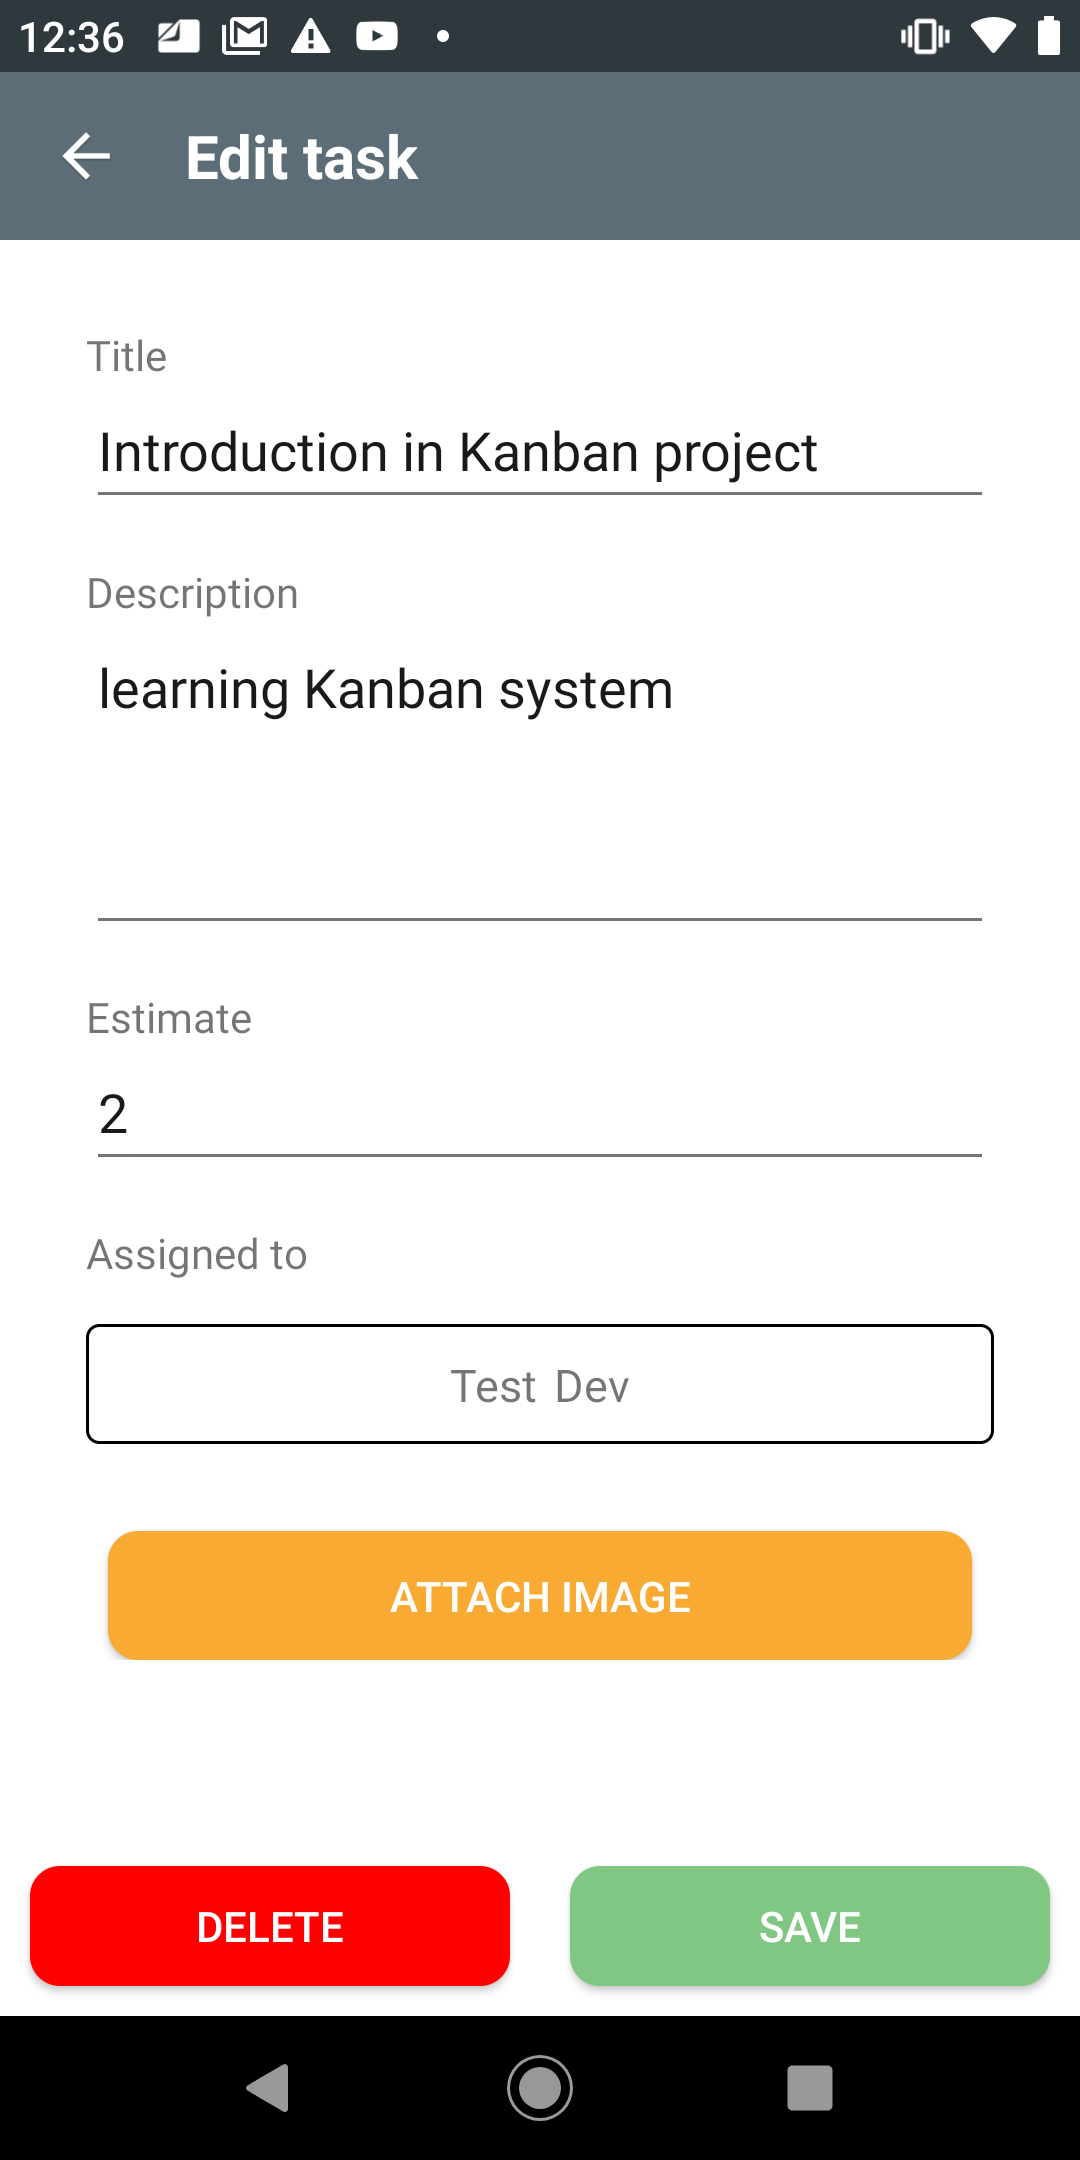 12:36
Edit task
Title
Introduction in Kanban project
Description
learning Kanban system
Estimate
2
Assigned to
Test Dev
ATTACH IMAGE
DELETE SAVE